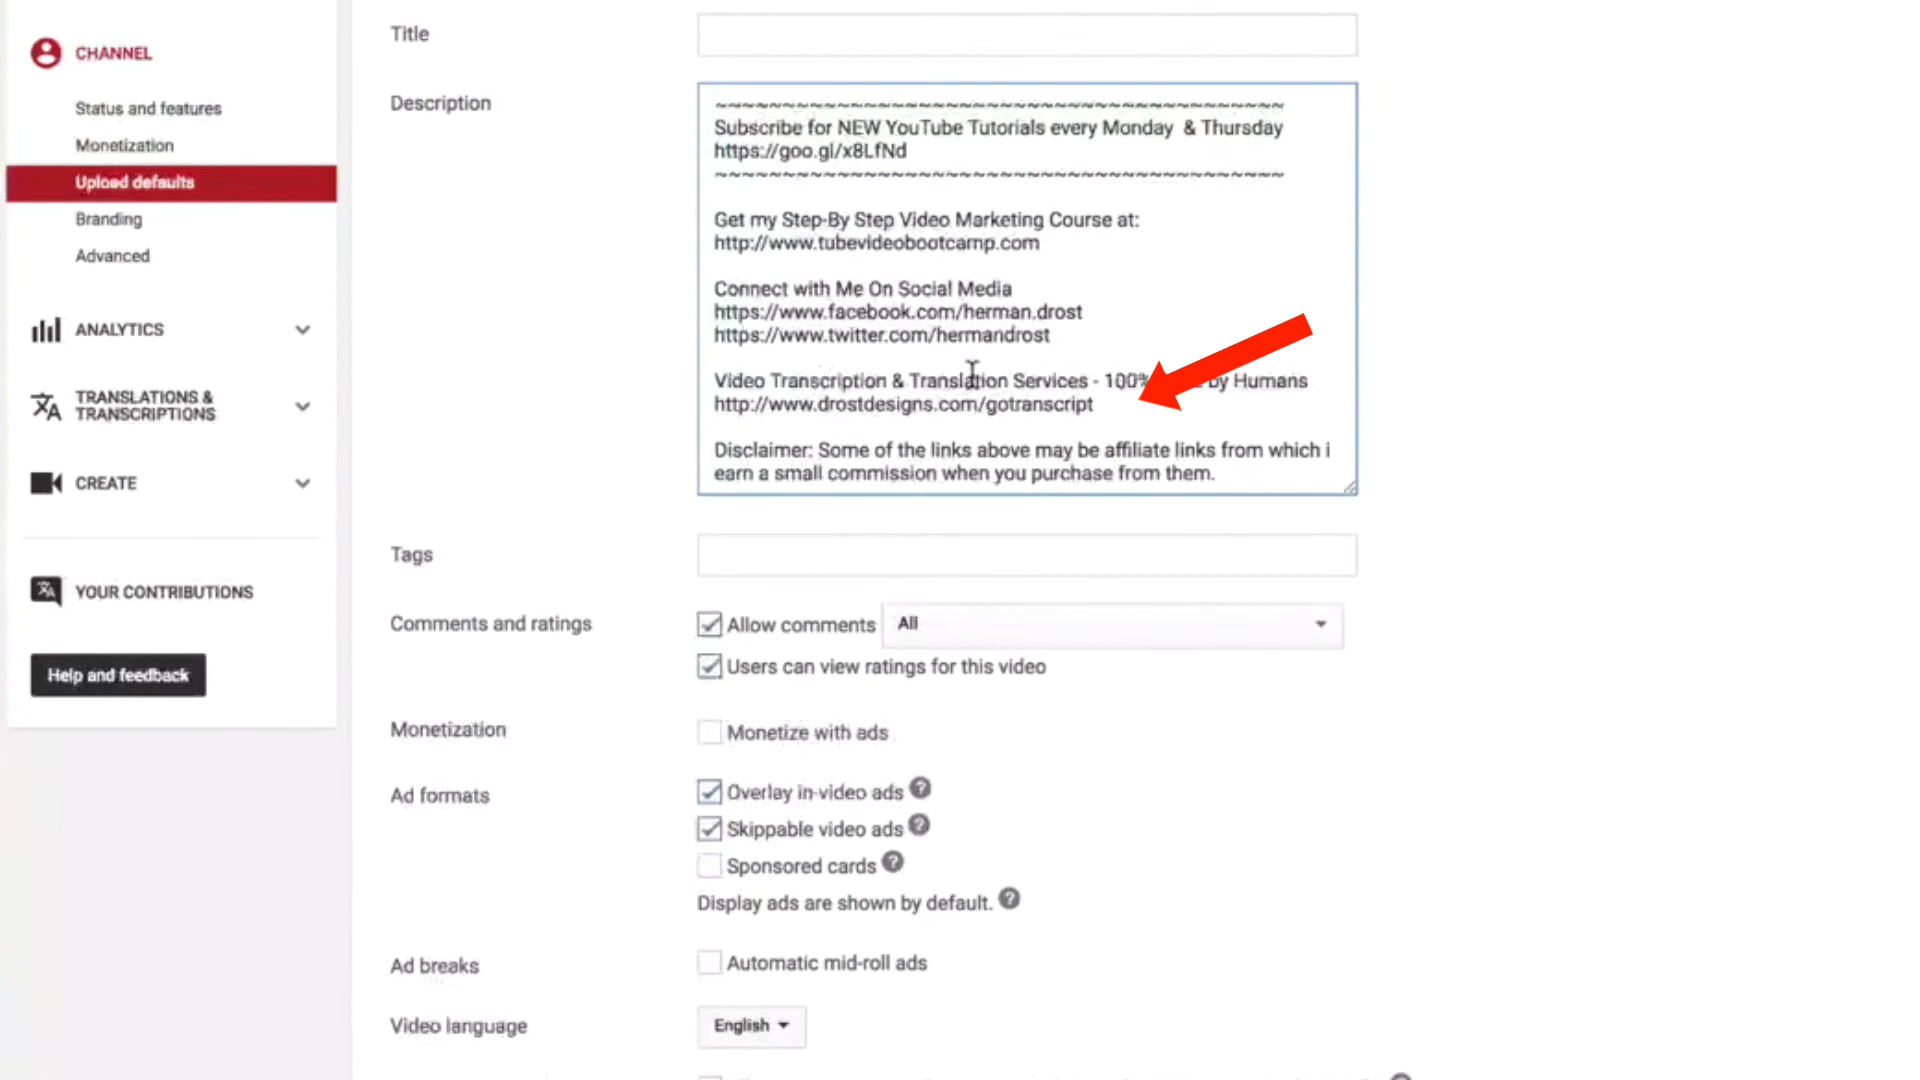 CHANNEL
Status and features
Monetization
Upload defaults
Branding
Advanced
ANALYTICS
TRANSLATIONS &
TRANSCRIPTIONS
CREATE
YOUR CONTRIBUTIONS
Help and feedback
Title
Description
~~~~~~~~~~~~~~~~~~~~~~~~~~~~~~~~~~~~~~~~~~
Subscribe for NEW YouTube Tutorials every Monday  & Thursday
https://goo.gl/x8LfNd
~~~~~~~~~~~~~~~~~~~~~~~~~~~~~~~~~~~~~~~~~~
Get my Step-By Step Video Marketing Course at:
http://www.tubevideobootcamp.com
Connect with Me On Social Media
https://www.facebook.com/herman.drost
https://www.twitter.com/hermandrost
Video Transcription & Translation Services - 100% by Humans
http://www.drostdesigns.com/gotranscript
Disclaimer: Some of the links above may be affiliate links from which i
earn a small commission when you purchase from them.
Tags
Comments and ratings
Allow comments All
Users can view ratings for this video
Monetization
Monetize with ads
Ad formats
Overlay in-video ads ?
Skippable video ads ?
Sponsored cards ?
Display ads are shown by default. ?
Ad breaks
Automatic mid-roll ads
Video language
English